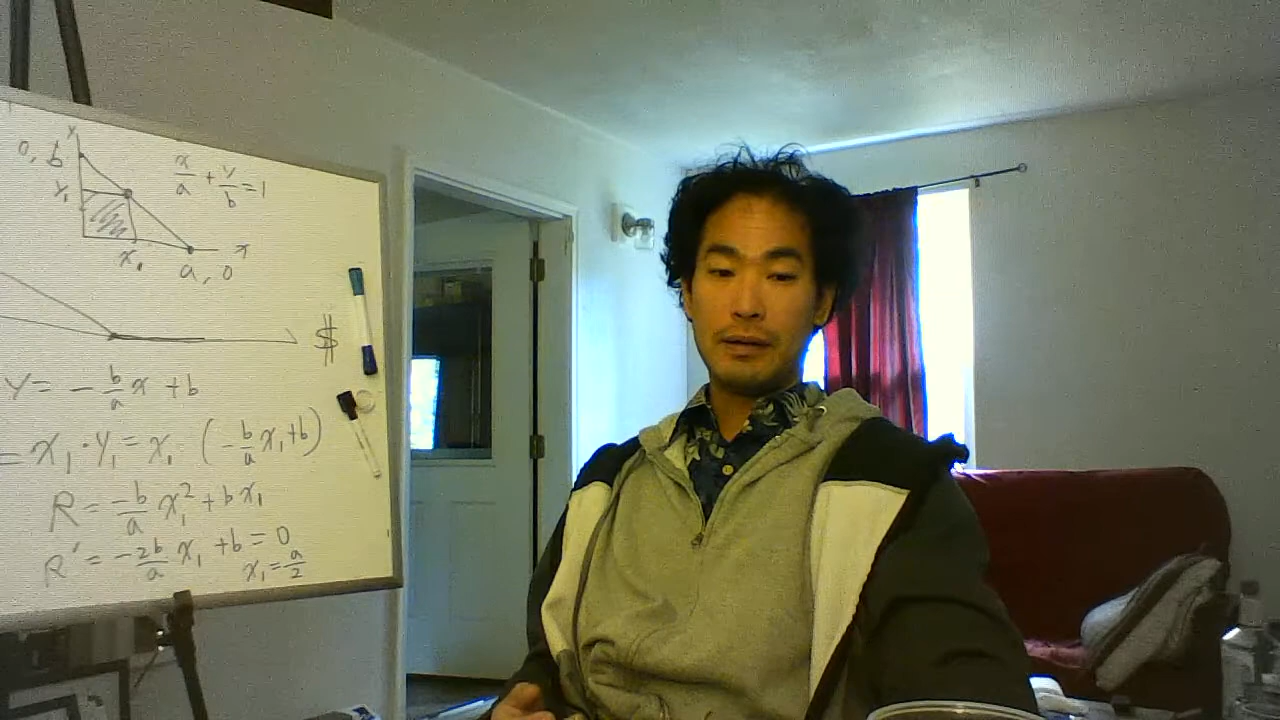 y
0, b
x/a + y/b = 1
y₁
x
x₁
a, 0
$
Y = - b/a x + b
= x₁ · Y₁ = x₁ (- b/a x₁ + b)
R = -b/a x₁² + b x₁
R' = -2b/a x₁ + b = 0
x₁ = a/2